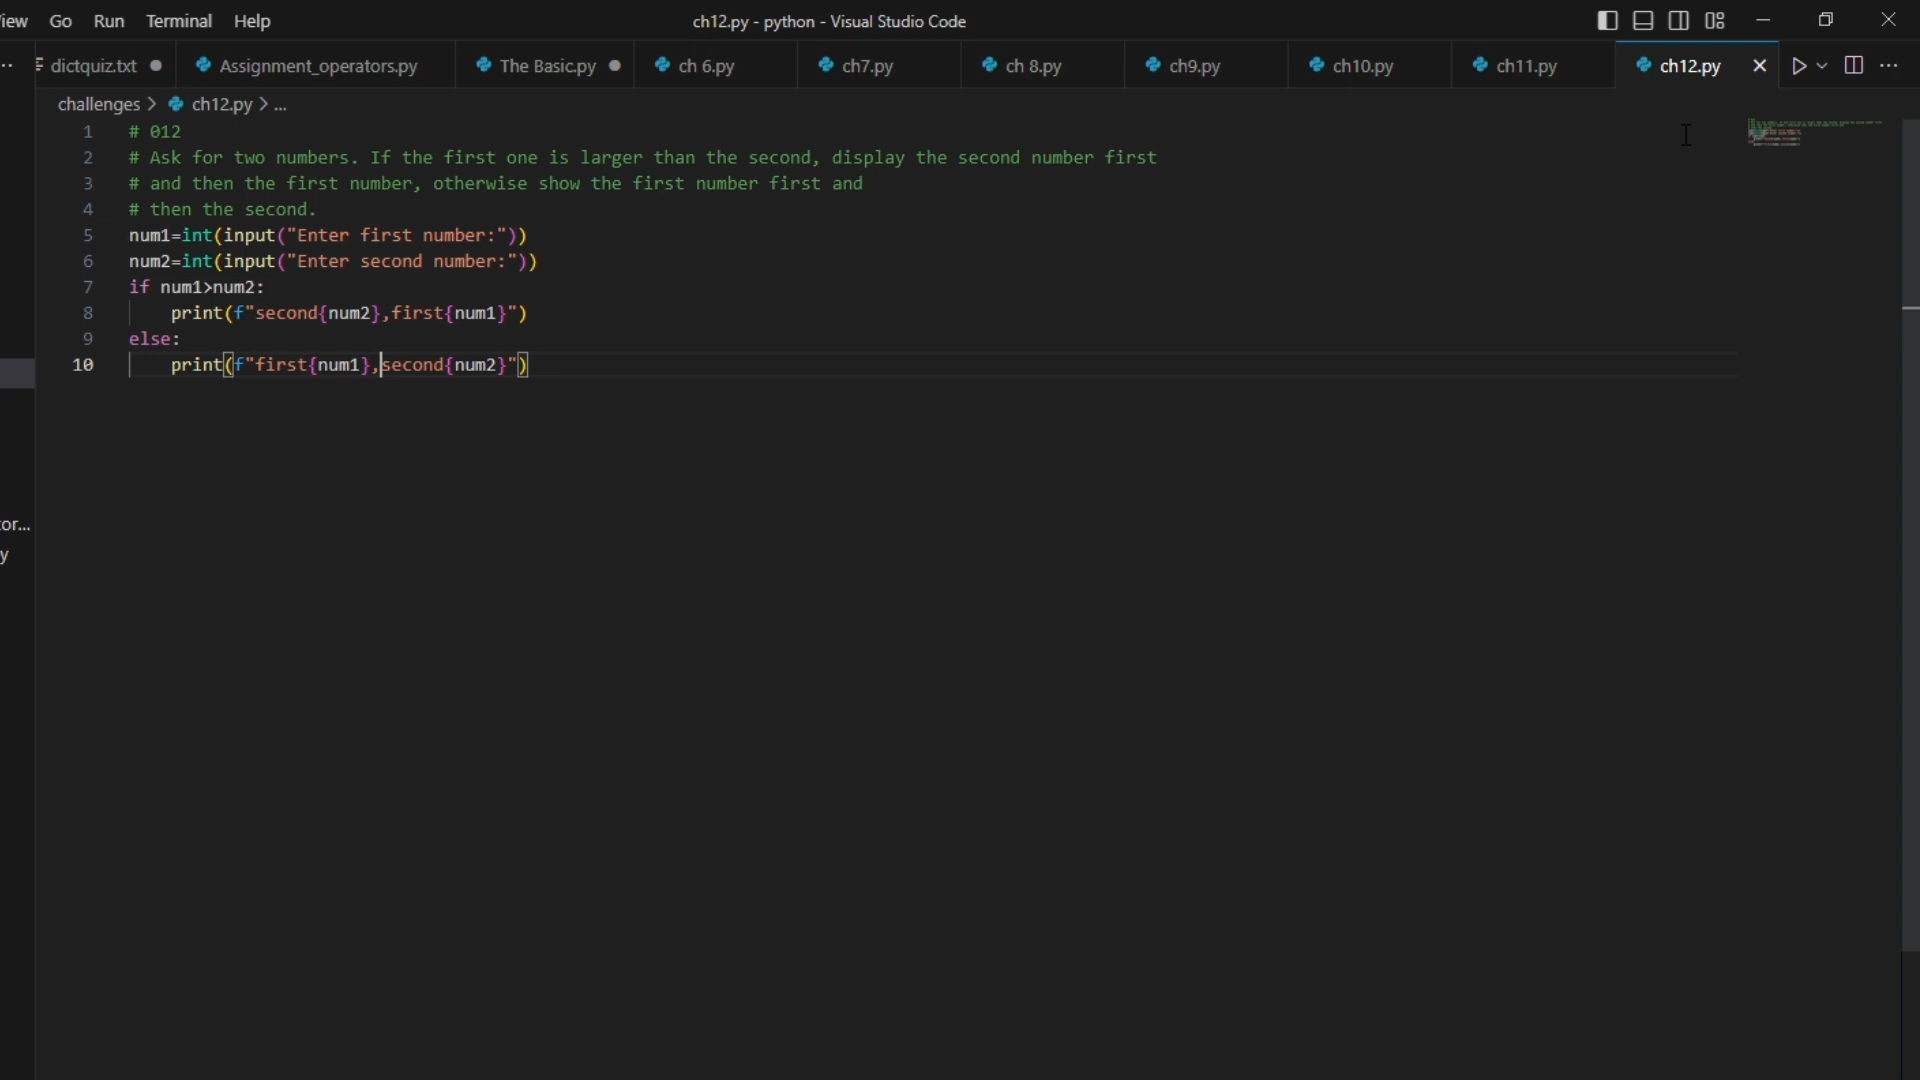 iew Go Run Terminal Help ch12.py - python - Visual Studio Code
dictquiz.txt Assignment_operators.py The Basic.py ch 6.py ch7.py ch 8.py ch9.py ch10.py ch11.py ch12.py
challenges > ch12.py > ...
1 # 012
2 # Ask for two numbers. If the first one is larger than the second, display the second number first
3 # and then the first number, otherwise show the first number first and
4 # then the second.
5 num1=int(input("Enter first number:"))
6 num2=int(input("Enter second number:"))
7 if num1>num2:
8     print(f"second{num2},first{num1}")
9 else:
10     print(f"first{num1},second{num2}")
or...
y